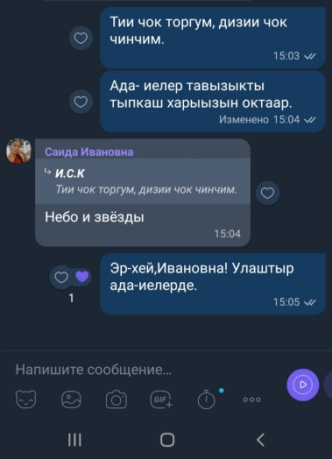 Тии чок торгум, дизии чок
чинчим.
15:03
Ада- иелер тавызыкты
тыпкаш харыызын октаар.
Изменено 15:04
Саида Ивановна
И.С.К
Тии чок торгум, дизии чок чинчим.
Небо и звёзды
15:04
Эр-хей,Ивановна! Улаштыр
ада-иелерде.
15:05
1
Напишите сообщение...
GIF